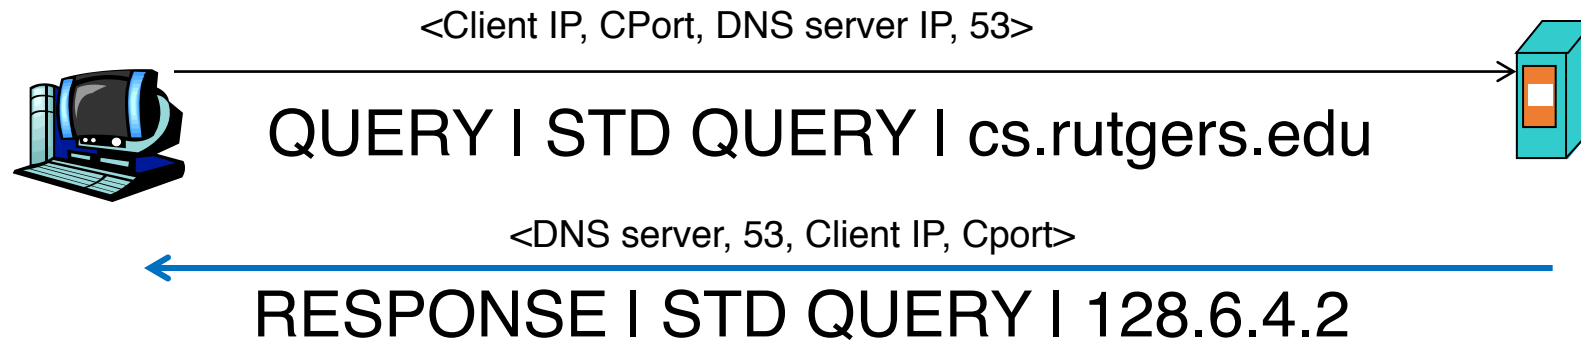 <Client IP, CPort, DNS server IP, 53>
QUERY | STD QUERY | cs.rutgers.edu
<DNS server, 53, Client IP, Cport>
RESPONSE | STD QUERY | 128.6.4.2